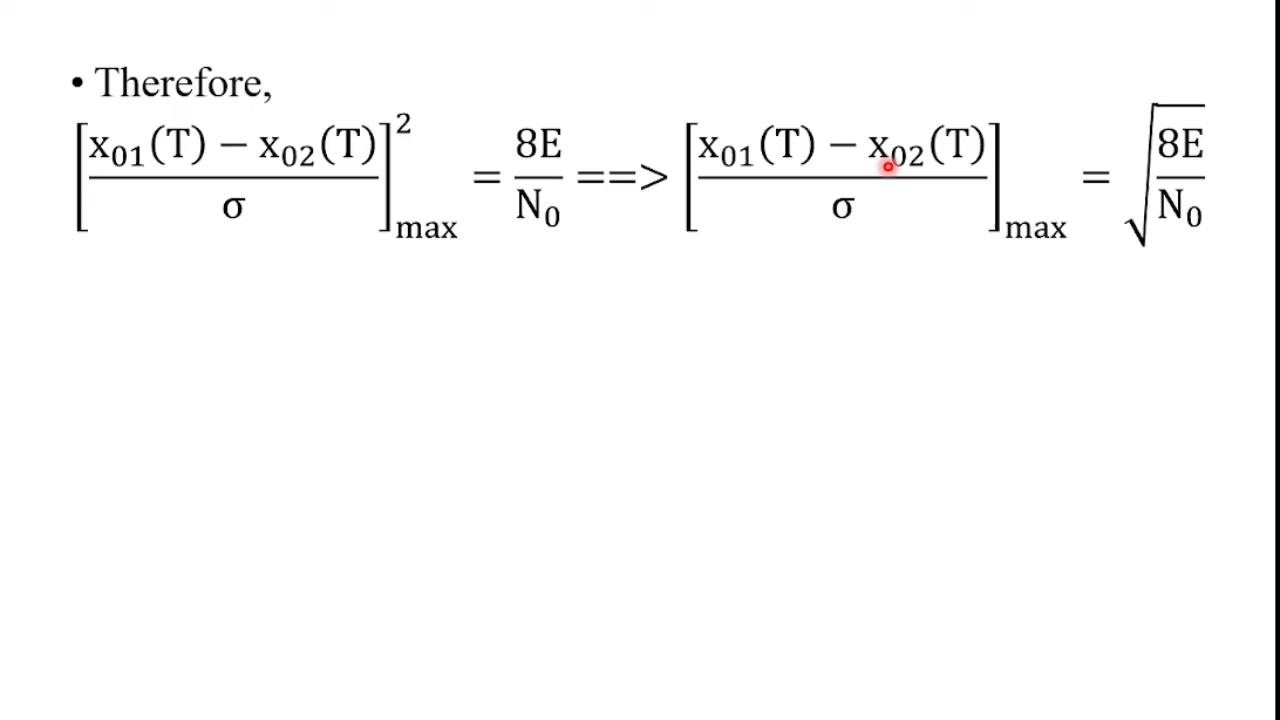 • Therefore,
[x₀₁(T) − x₀₂(T) / σ]²max = 8E / N₀ ==> [x₀₁(T) − x₀₂(T) / σ]max = √(8E / N₀)